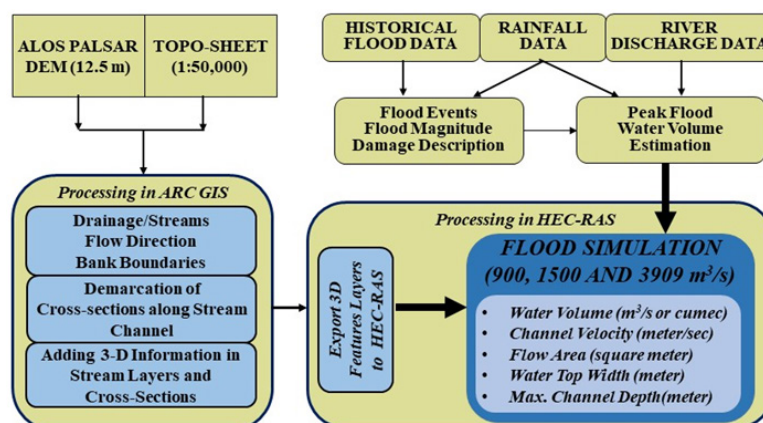 ALOS PALSAR
DEM (12.5 m)
TOPO-SHEET
(1:50,000)
HISTORICAL
FLOOD DATA
RAINFALL
DATA
RIVER
DISCHARGE DATA
Flood Events
Flood Magnitude
Damage Description
Peak Flood
Water Volume
Estimation
Processing in ARC GIS
Drainage/Streams
Flow Direction
Bank Boundaries
Demarcation of
Cross-sections along Stream
Channel
Adding 3-D Information in
Stream Layers and
Cross-Sections
Processing in HEC-RAS
Export 3D
Features Layers
to HEC-RAS
FLOOD SIMULATION
(900, 1500 AND 3909 m³/s)
• Water Volume (m³/s or cumec)
• Channel Velocity (meter/sec)
• Flow Area (square meter)
• Water Top Width (meter)
• Max. Channel Depth(meter)